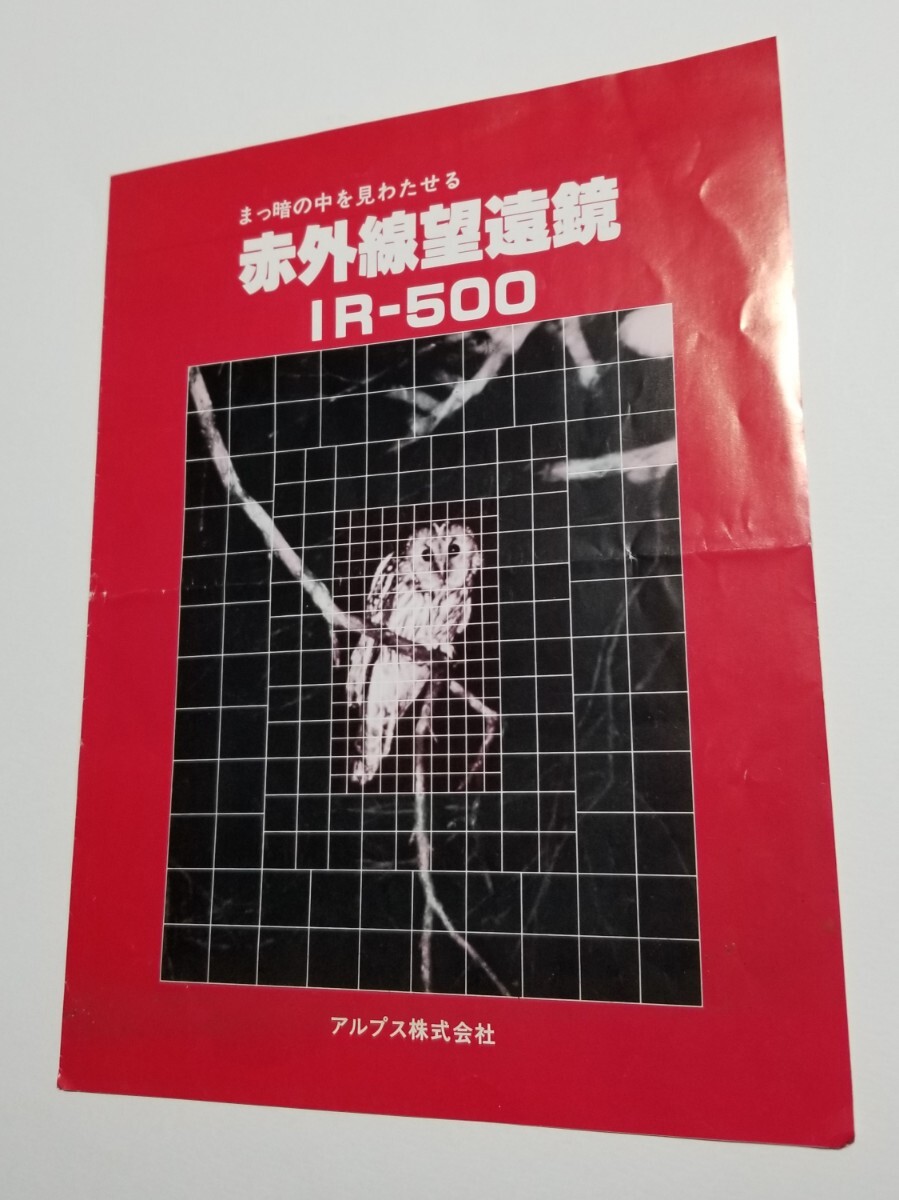 まっ暗の中を見わたせる
赤外線望遠鏡
IR-500
アルプス株式会社